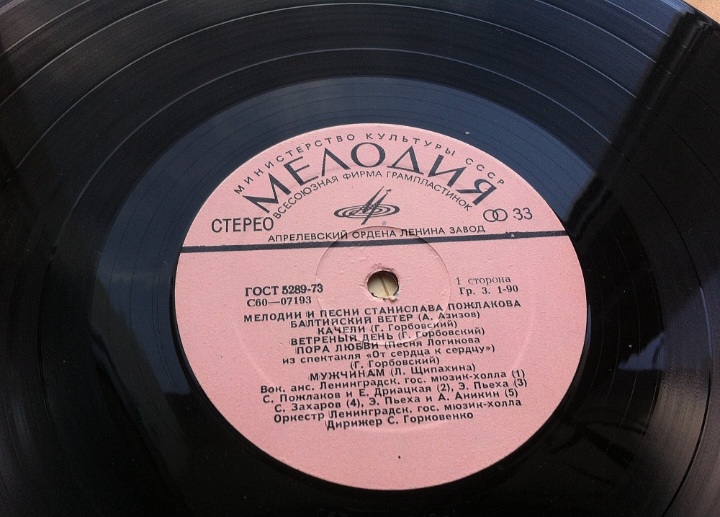 МИНИСТЕРСТВО КУЛЬТУРЫ СССР
МЕЛОДИЯ
ВСЕСОЮЗНАЯ ФИРМА ГРАМПЛАСТИНОК
СТЕРЕО 33
АПРЕЛЕВСКИЙ ОРДЕНА ЛЕНИНА ЗАВОД
ГОСТ 5289-73 1 сторона
С60—07193 Гр. 3. 1-90
МЕЛОДИИ И ПЕСНИ СТАНИСЛАВА ПОЖЛАКОВА
БАЛТИЙСКИЙ ВЕТЕР (А. Азизов)
КАЧЕЛИ (Г. Горбовский)
ВЕТРЕНЫЙ ДЕНЬ (Г. Горбовский)
ПОРА ЛЮБВИ (Песня Логинова
из спектакля «От сердца к сердцу»)
(Г. Горбовский)
МУЖЧИНАМ (Л. Щипахина)
Вок. анс. Ленинградск. гос. мюзик-холла (1)
С. Пожлаков и Е. Дриацкая (2), Э. Пьеха (3)
С. Захаров (4), Э. Пьеха и А. Аникин (5)
Оркестр Ленинградск. гос. мюзик-холла
Дирижер С. Горковенко